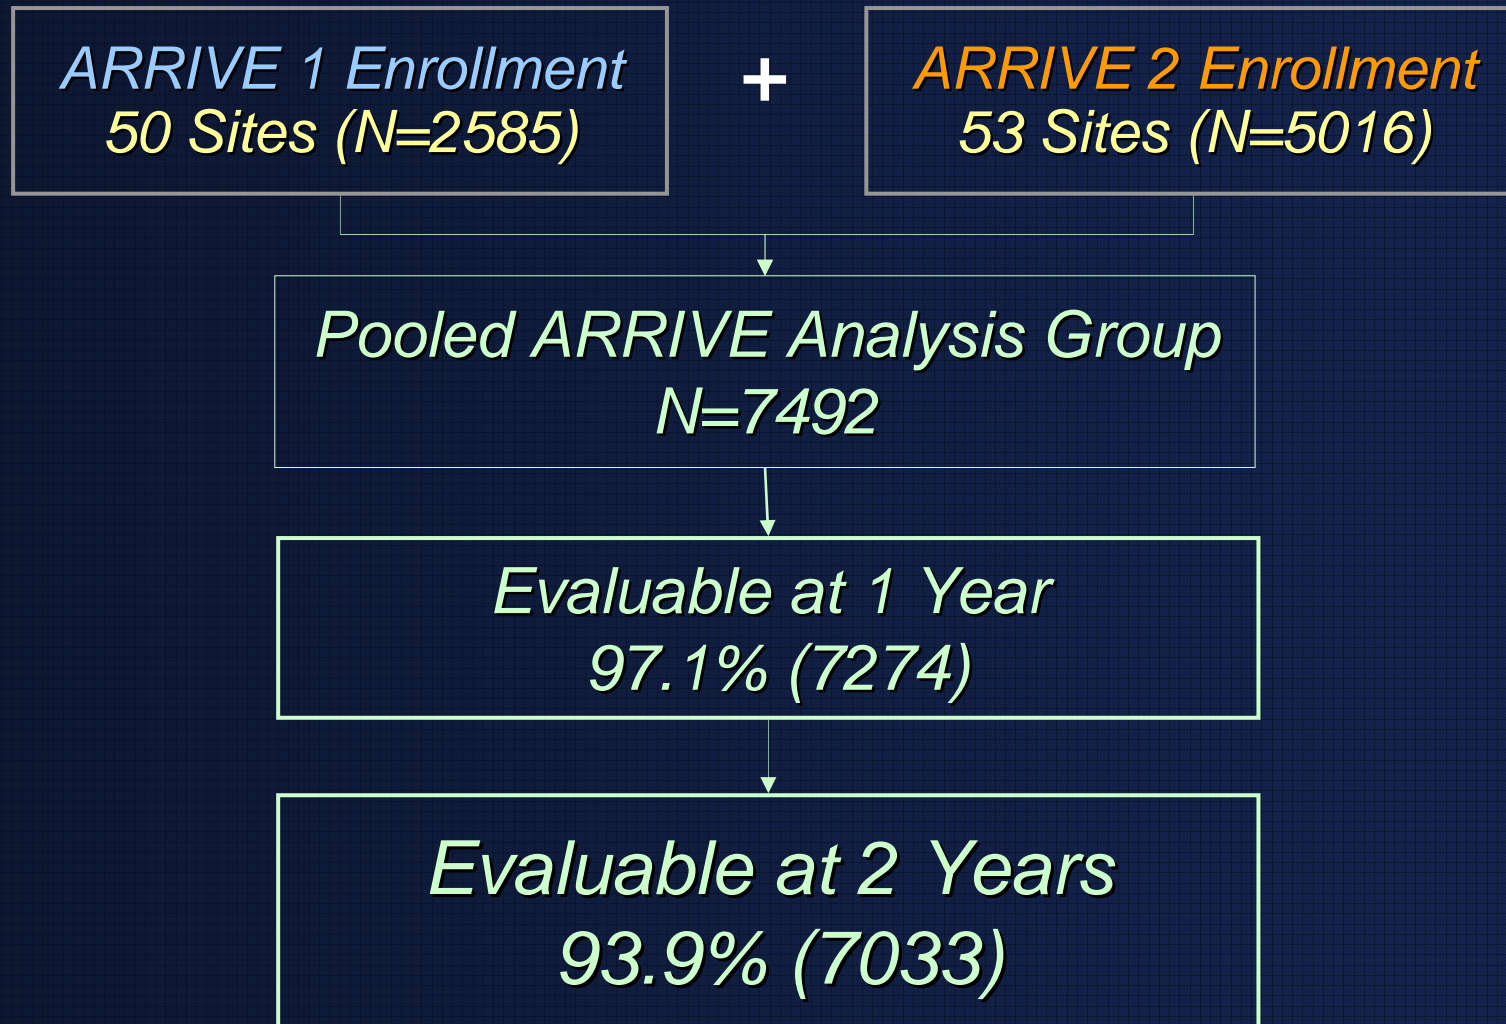 ARRIVE 1 Enrollment
50 Sites (N=2585)
+
ARRIVE 2 Enrollment
53 Sites (N=5016)
Pooled ARRIVE Analysis Group
N=7492
Evaluable at 1 Year
97.1% (7274)
Evaluable at 2 Years
93.9% (7033)